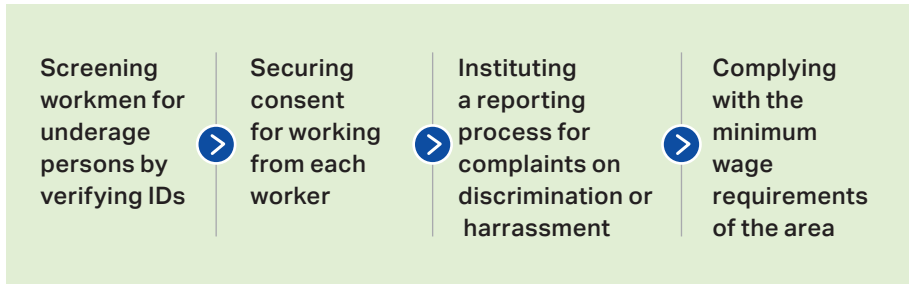 Screening
workmen for
underage
persons by
verifying IDs
Securing
consent
for working
from each
worker
Instituting
a reporting
process for
complaints on
discrimination or
harrassment
Complying
with the
minimum
wage
requirements
of the area